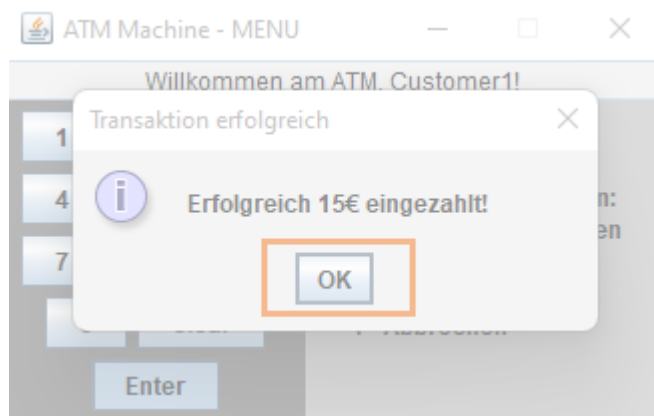 ATM Machine - MENU
Willkommen am ATM, Customer1!
Transaktion erfolgreich
1
4
Erfolgreich 15€ eingezahlt!
n:
en
7
OK
Enter